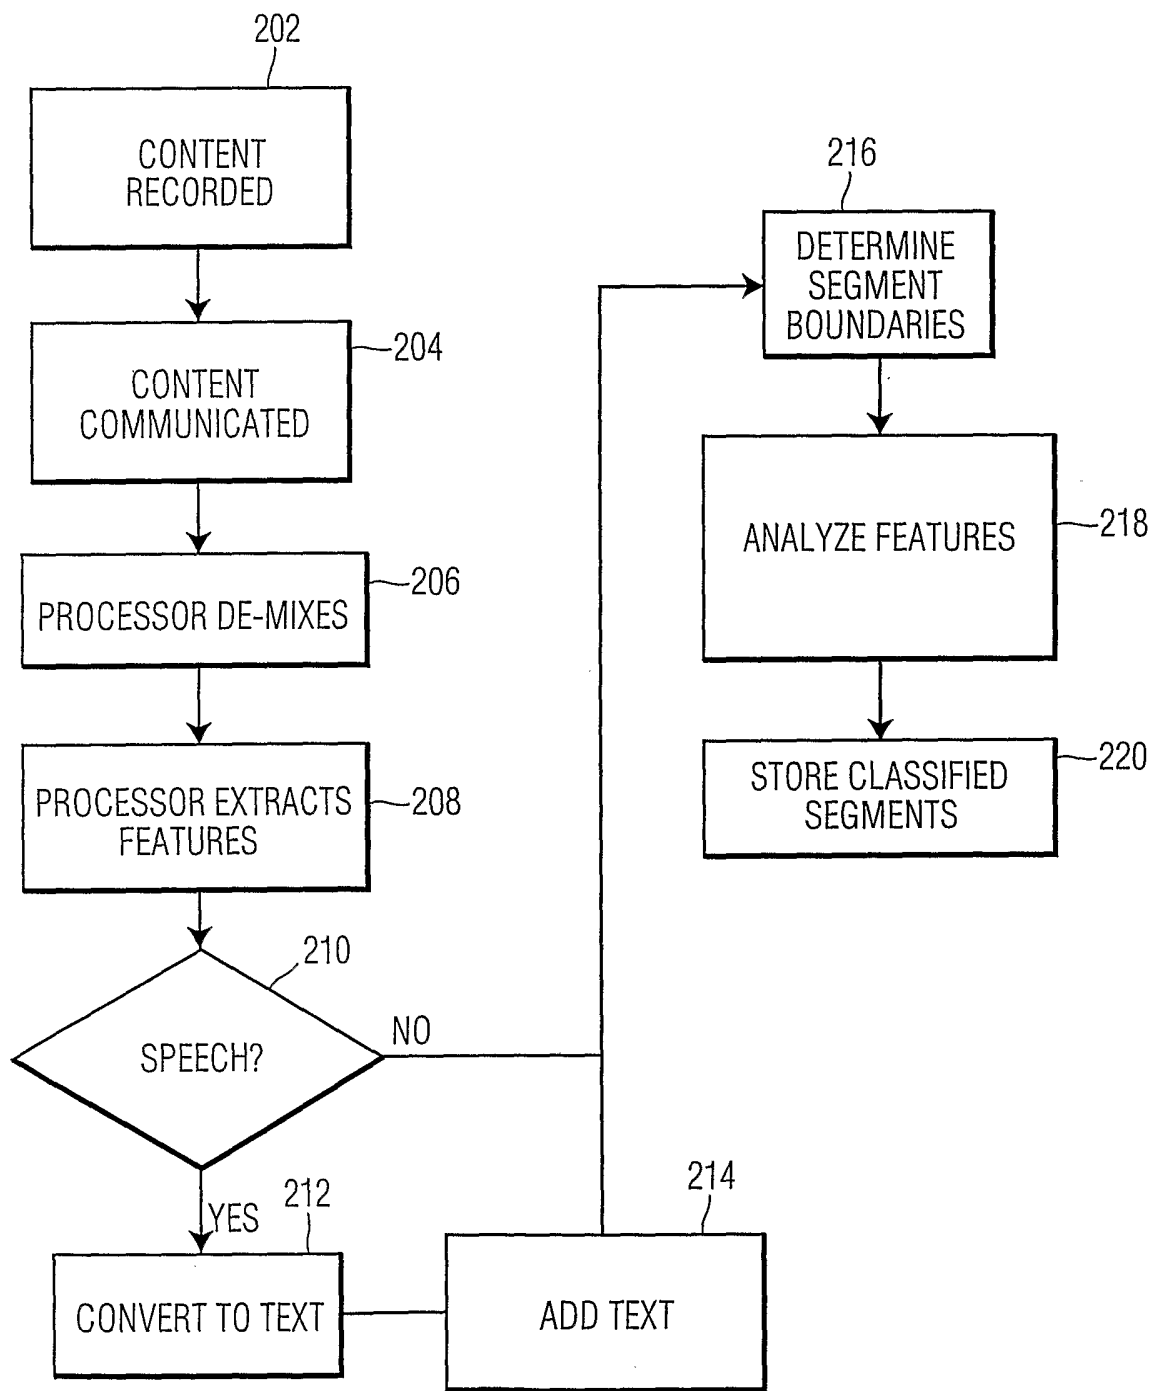 202
CONTENT
RECORDED
204
CONTENT
COMMUNICATED
206
PROCESSOR DE-MIXES
208
PROCESSOR EXTRACTS
FEATURES
210
SPEECH?
NO
YES
212
CONVERT TO TEXT
214
ADD TEXT
216
DETERMINE
SEGMENT
BOUNDARIES
218
ANALYZE FEATURES
220
STORE CLASSIFIED
SEGMENTS